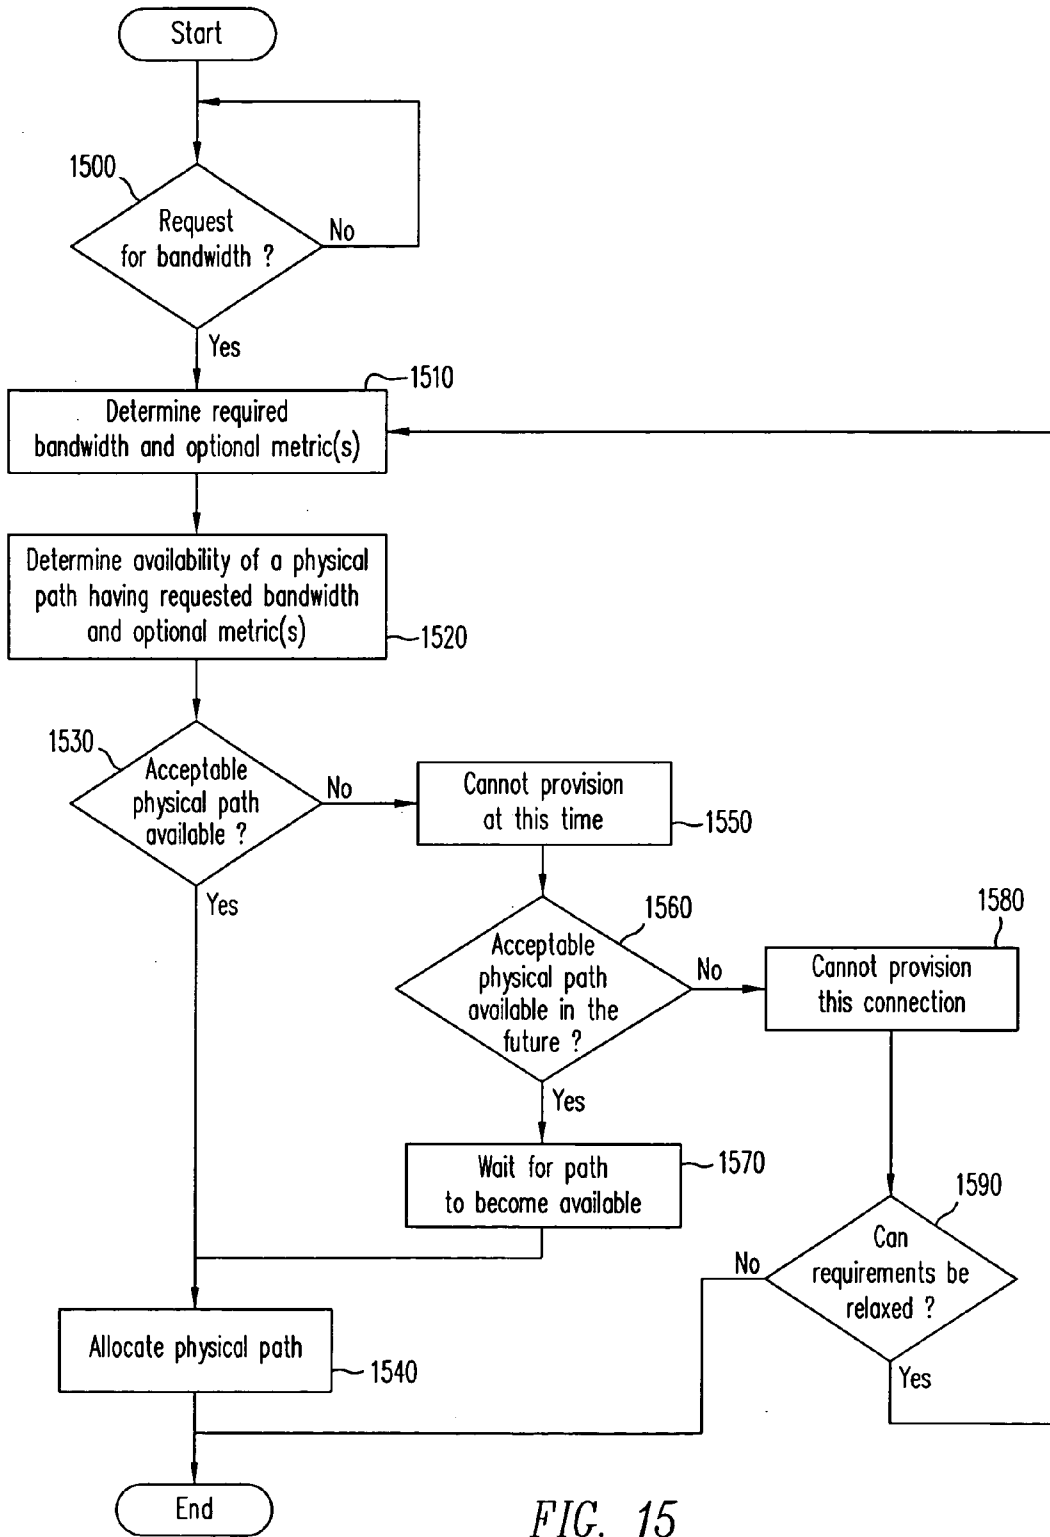 Start
1500
Request
for bandwidth ?
No
Yes
1510
Determine required
bandwidth and optional metric(s)
Determine availability of a physical
path having requested bandwidth
and optional metric(s)
1520
1530
Acceptable
physical path
available ?
No
Yes
Cannot provision
at this time
1550
1560
Acceptable
physical path
available in the
future ?
No
Yes
1580
Cannot provision
this connection
Wait for path
to become available
1570
1590
Can
requirements be
relaxed ?
No
Yes
Allocate physical path
1540
End
FIG. 15